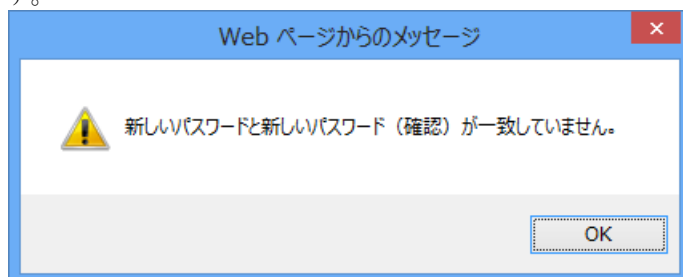 す。
Web ページからのメッセージ
新しいパスワードと新しいパスワード（確認）が一致していません。
OK